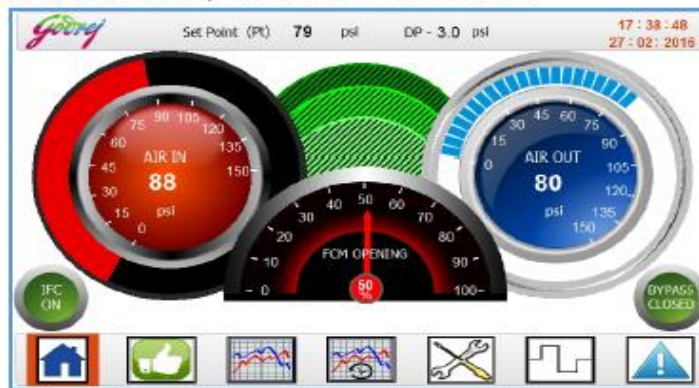 Godrej
Set Point (Pt) 79 psi DP - 3.0 psi
17 : 38 : 48
27 : 02 : 2016
0 15 30 45 60 75 90 105 120 135 150
AIR IN
88
psi
0 15 30 45 60 75 90 105 120 135 150
AIR OUT
80
psi
0 10 20 30 40 50 60 70 80 90 100
FCM OPENING
50
%
IFC
ON
BYPASS
CLOSED